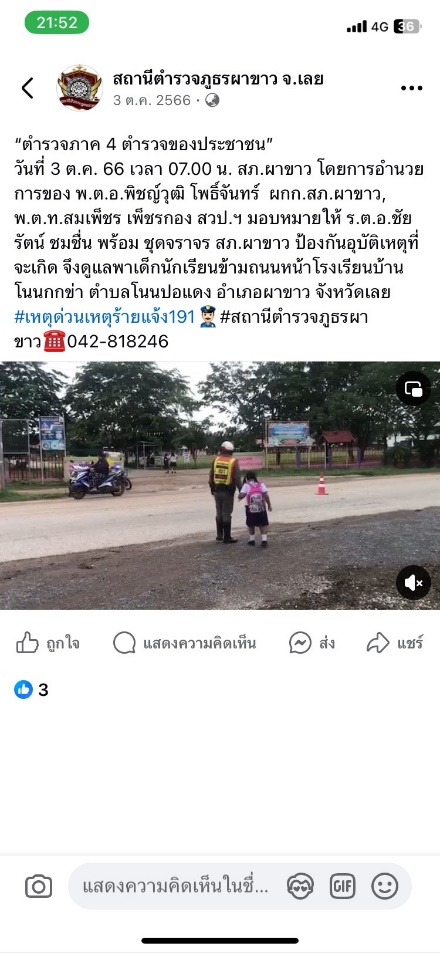 21:52
4G
36
สถานีตำรวจภูธรผาขาว จ.เลย
3 ต.ค. 2566
“ตำรวจภาค 4 ตำรวจของประชาชน”
วันที่ 3 ต.ค. 66 เวลา 07.00 น. สภ.ผาขาว โดยการอำนวย
การของ พ.ต.อ.พิชญ์วุฒิ โพธิ์จันทร์ ผกก.สภ.ผาขาว,
พ.ต.ท.สมเพ็ชร เพ็ชรกอง สวป.ฯ มอบหมายให้ ร.ต.อ.ชัย
รัตน์ ชมชื่น พร้อม ชุดจราจร สภ.ผาขาว ป้องกันอุบัติเหตุที่
จะเกิด จึงดูแลพาเด็กนักเรียนข้ามถนนหน้าโรงเรียนบ้าน
โนนกกข่า ตำบลโนนปอแดง อำเภอผาขาว จังหวัดเลย
#เหตุด่วนเหตุร้ายแจ้ง191👮🏻‍♂️#สถานีตำรวจภูธรผา
ขาว☎️042-818246
ถูกใจ
แสดงความคิดเห็น
ส่ง
แชร์
3
แสดงความคิดเห็นในชื่...
GIF